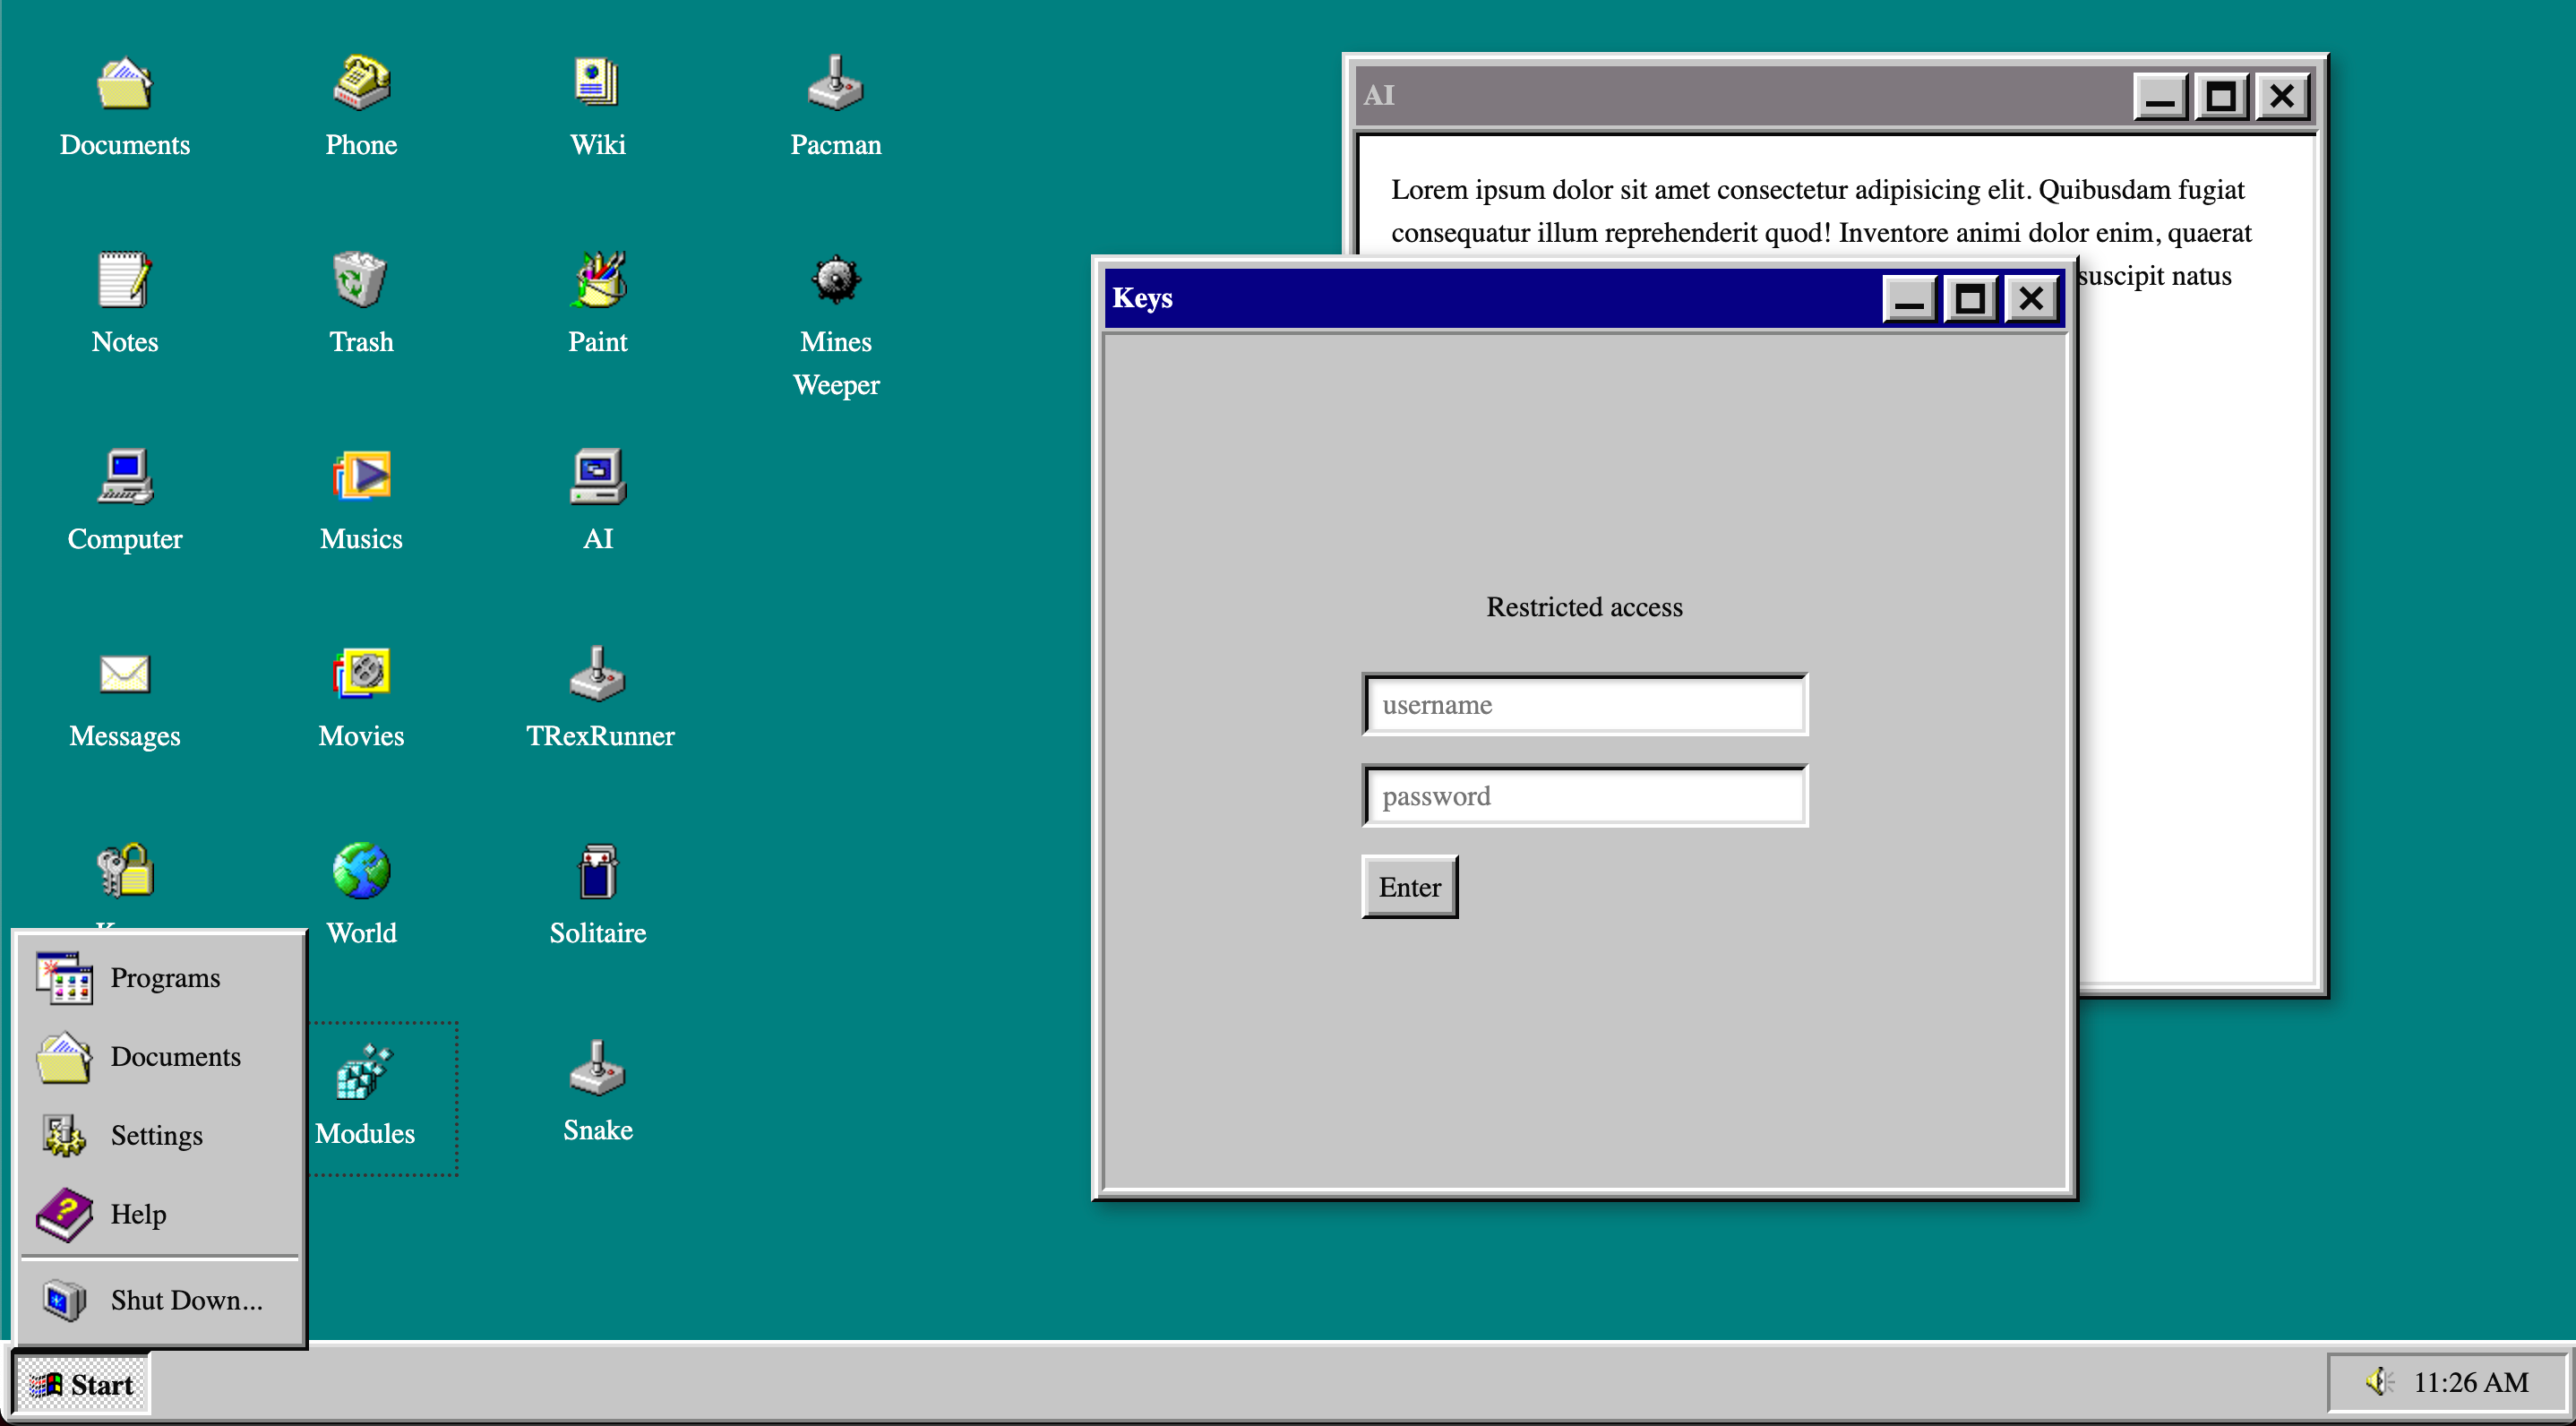 Documents
Phone
Wiki
Pacman
Notes
Trash
Paint
Mines
Weeper
Computer
Musics
AI
Messages
Movies
TRexRunner
World
Solitaire
Modules
Snake
AI
Lorem ipsum dolor sit amet consectetur adipisicing elit. Quibusdam fugiat
consequatur illum reprehenderit quod! Inventore animi dolor enim, quaerat
suscipit natus
Keys
Restricted access
username
password
Enter
Programs
Documents
Settings
Help
Shut Down...
Start
11:26 AM